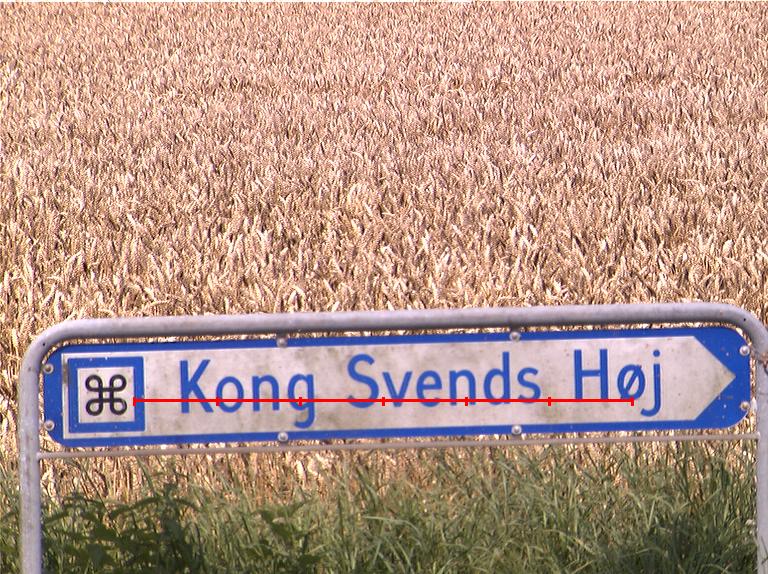 ⌘ Kong Svends Høj